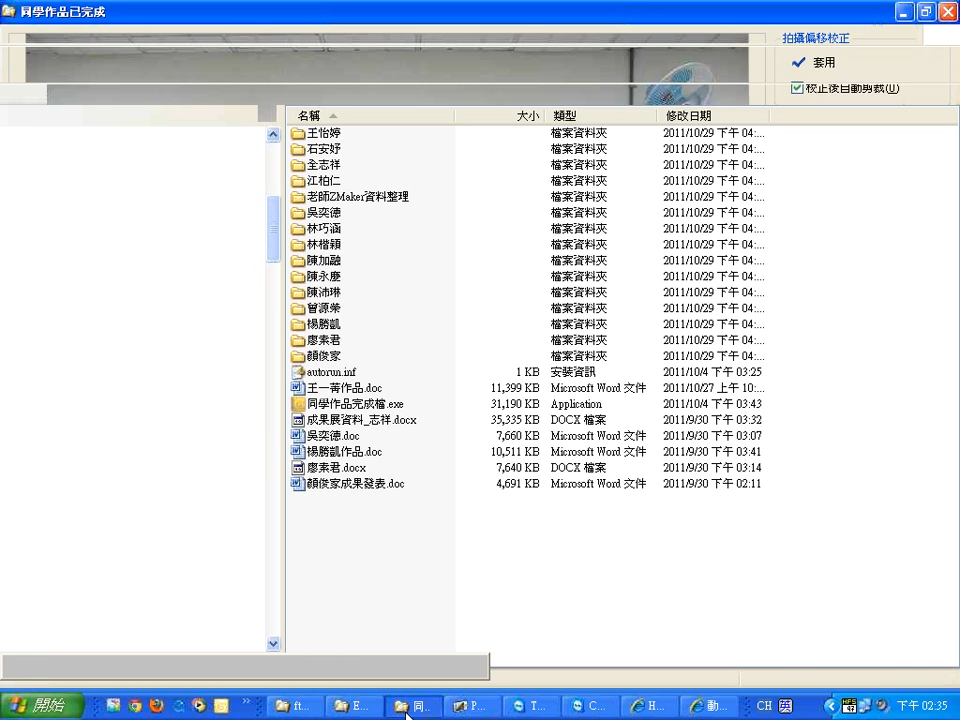 同學作品已完成
拍攝偏移校正
套用
校正後自動剪裁(U)
名稱 大小 類型 修改日期
王怡婷 檔案資料夾 2011/10/29 下午 04:...
石安妤 檔案資料夾 2011/10/29 下午 04:...
全志祥 檔案資料夾 2011/10/29 下午 04:...
江柏仁 檔案資料夾 2011/10/29 下午 04:...
老師ZMaker資料整理 檔案資料夾 2011/10/29 下午 04:...
吳奕德 檔案資料夾 2011/10/29 下午 04:...
林巧涵 檔案資料夾 2011/10/29 下午 04:...
林楷穎 檔案資料夾 2011/10/29 下午 04:...
陳加融 檔案資料夾 2011/10/29 下午 04:...
陳永慶 檔案資料夾 2011/10/29 下午 04:...
陳沛琳 檔案資料夾 2011/10/29 下午 04:...
曾源榮 檔案資料夾 2011/10/29 下午 04:...
楊勝凱 檔案資料夾 2011/10/29 下午 04:...
廖素君 檔案資料夾 2011/10/29 下午 04:...
顏俊家 檔案資料夾 2011/10/29 下午 04:...
autorun.inf 1 KB 安裝資訊 2011/10/4 下午 03:25
王一菁作品.doc 11,399 KB Microsoft Word 文件 2011/10/27 上午 10:...
同學作品完成檔.exe 31,190 KB Application 2011/10/4 下午 03:43
成果展資料_志祥.docx 35,335 KB DOCX 檔案 2011/9/30 下午 03:32
吳奕德.doc 7,660 KB Microsoft Word 文件 2011/9/30 下午 03:07
楊勝凱作品.doc 10,511 KB Microsoft Word 文件 2011/9/30 下午 03:41
廖素君.docx 7,640 KB DOCX 檔案 2011/9/30 下午 03:14
顏俊家成果發表.doc 4,691 KB Microsoft Word 文件 2011/9/30 下午 02:11
開始 ft... E... 同... P... T... C... H... 動... CH 英 下午 02:35